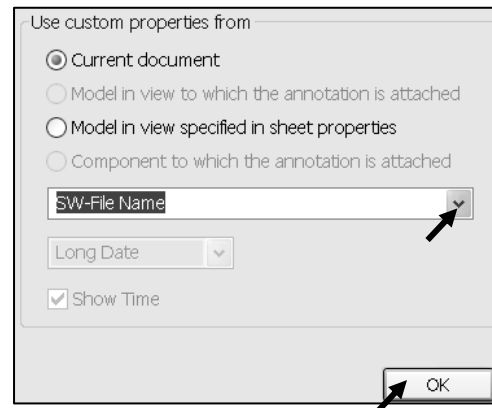 Use custom properties from
Current document
Model in view to which the annotation is attached
Model in view specified in sheet properties
Component to which the annotation is attached
SW-File Name
Long Date
Show Time
OK